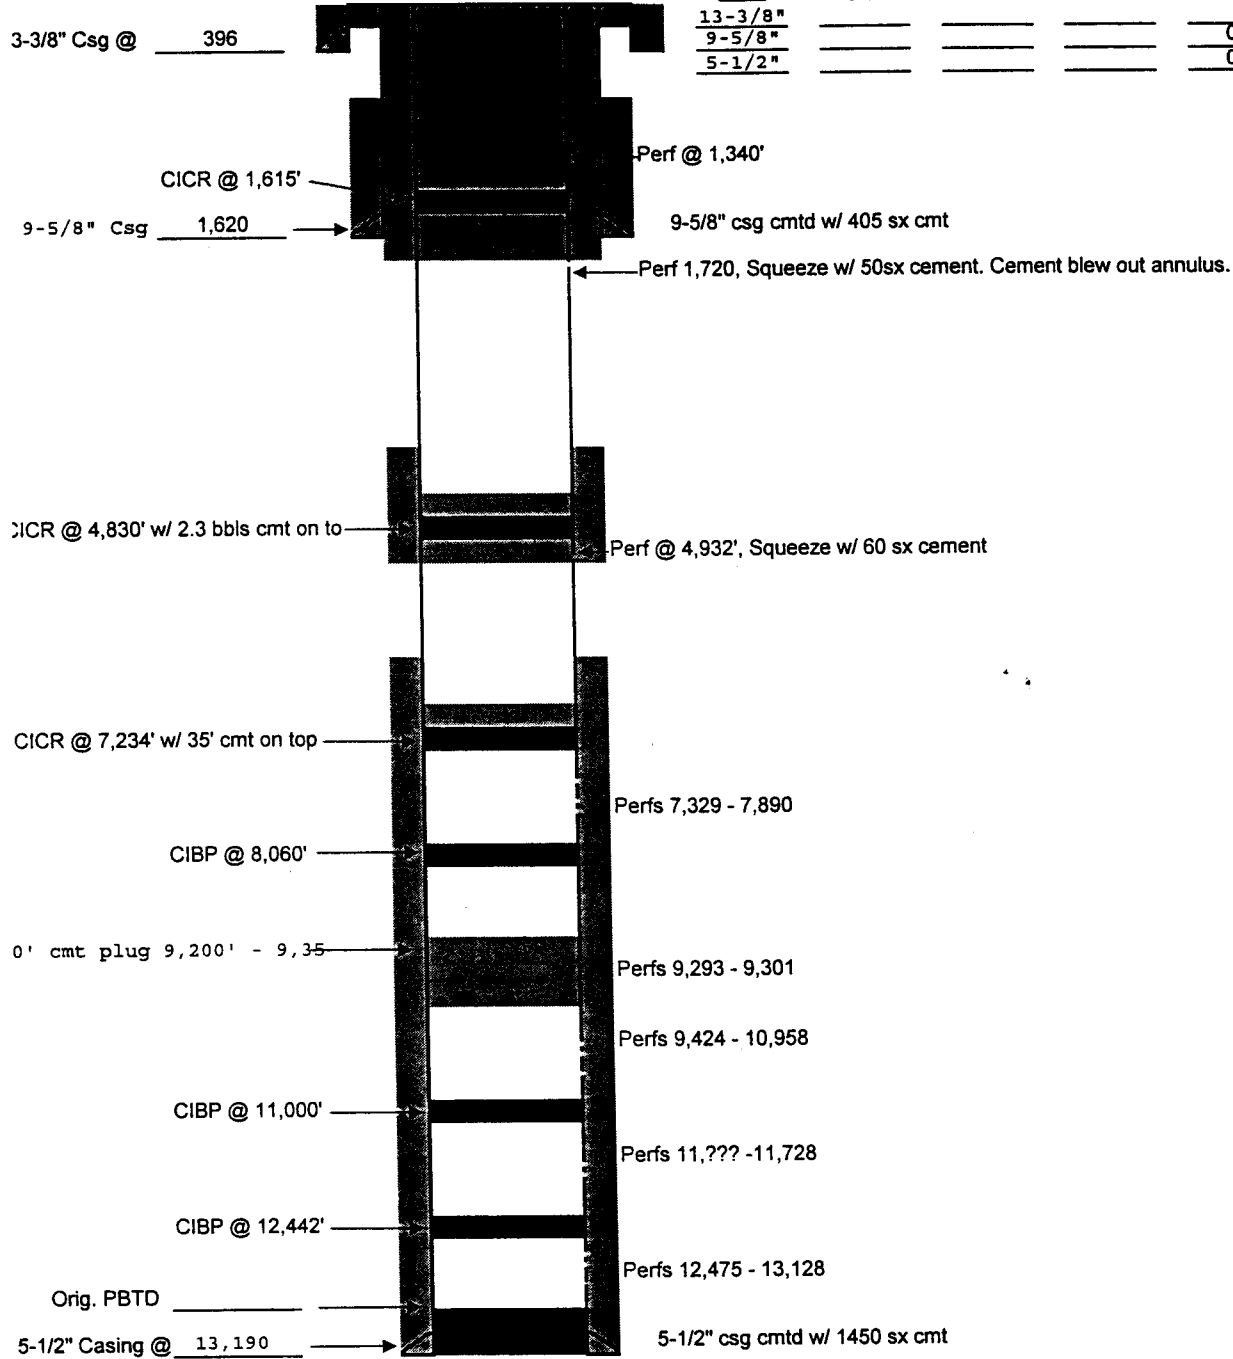 13-3/8"
3-3/8" Csg @ 396
9-5/8"
5-1/2"
Perf @ 1,340'
CICR @ 1,615'
9-5/8" Csg 1,620
9-5/8" csg cmtd w/ 405 sx cmt
Perf 1,720, Squeeze w/ 50sx cement. Cement blew out annulus.
CICR @ 4,830' w/ 2.3 bbls cmt on to
Perf @ 4,932', Squeeze w/ 60 sx cement
CICR @ 7,234' w/ 35' cmt on top
Perfs 7,329 - 7,890
CIBP @ 8,060'
0' cmt plug 9,200' - 9,35
Perfs 9,293 - 9,301
Perfs 9,424 - 10,958
CIBP @ 11,000'
Perfs 11,??? -11,728
CIBP @ 12,442'
Perfs 12,475 - 13,128
Orig. PBTD
5-1/2" Casing @ 13,190
5-1/2" csg cmtd w/ 1450 sx cmt